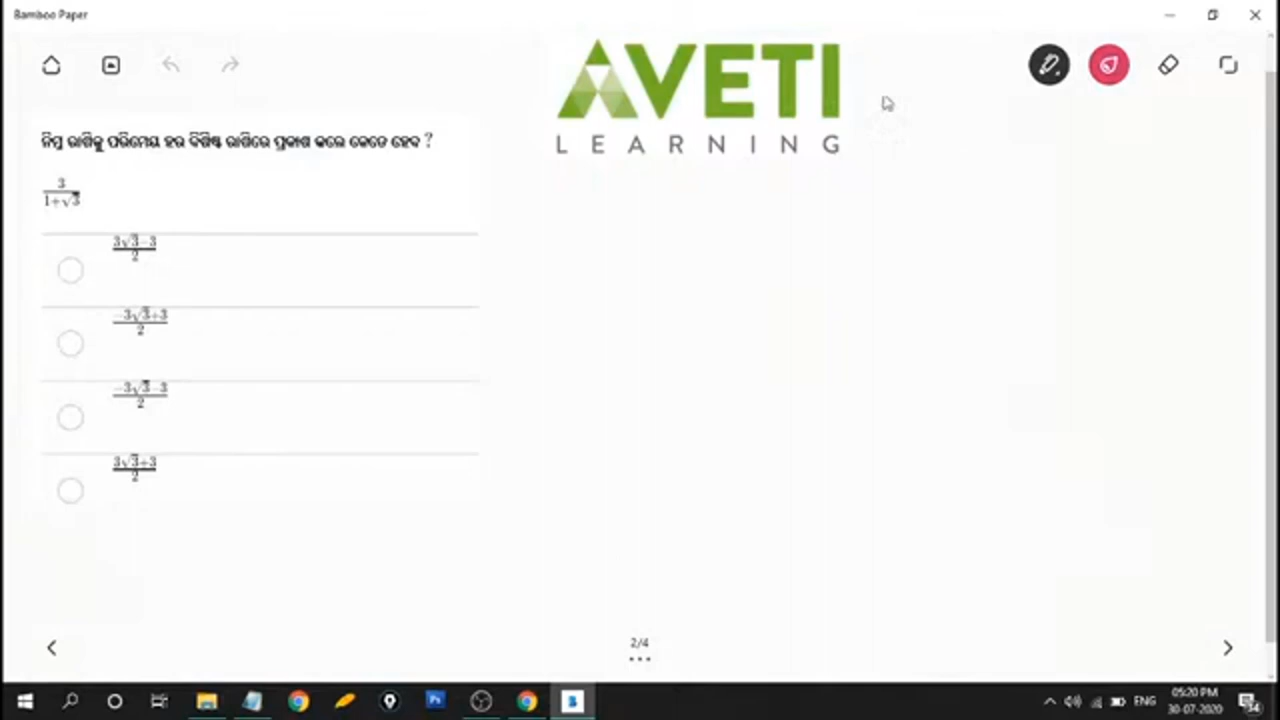 Bamboo Paper
AVETI
LEARNING
ନିମ୍ନ ରାଶିକୁ ପରିମେୟ ହର ବିଶିଷ୍ଟ ରାଶିରେ ପ୍ରକାଶ କଲେ କେତେ ହେବ ?
3
1+√3
3√3−3
2
−3√3+3
2
−3√3−3
2
3√3+3
2
2/4
Ps
ENG
05:20 PM
30-07-2020